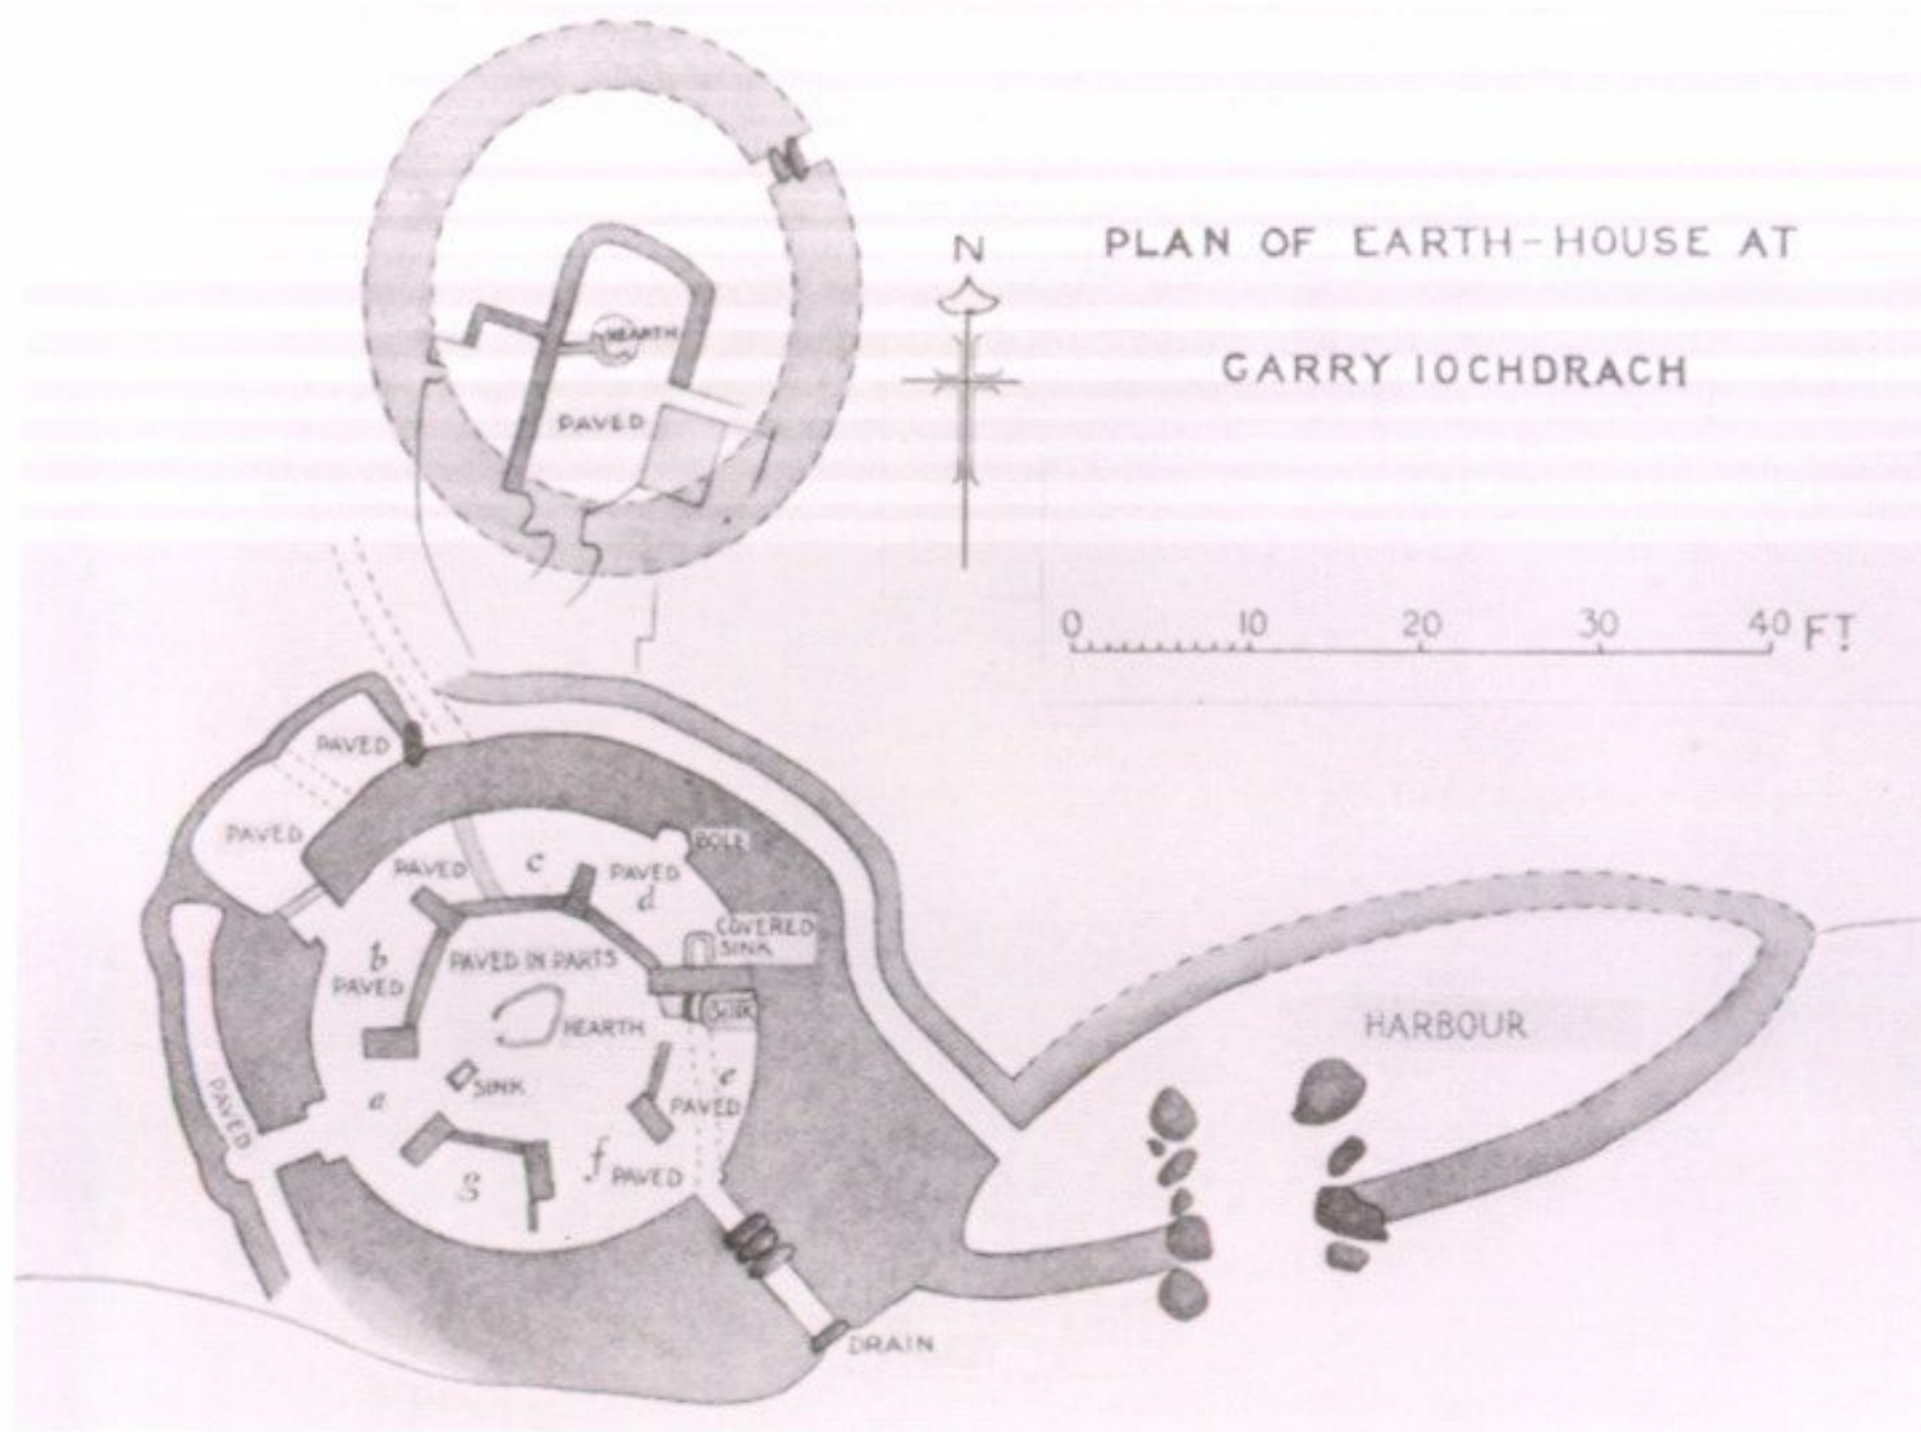 N
PLAN OF EARTH-HOUSE AT
GARRY IOCHDRACH
HEARTH
PAVED
0 10 20 30 40 FT
PAVED
PAVED
BOLE
PAVED
c
PAVED
d
COVERED
SINK
b
PAVED
PAVED IN PARTS
SINK
HEARTH
HARBOUR
SINK
a
e
PAVED
PAVED
g
f
PAVED
DRAIN